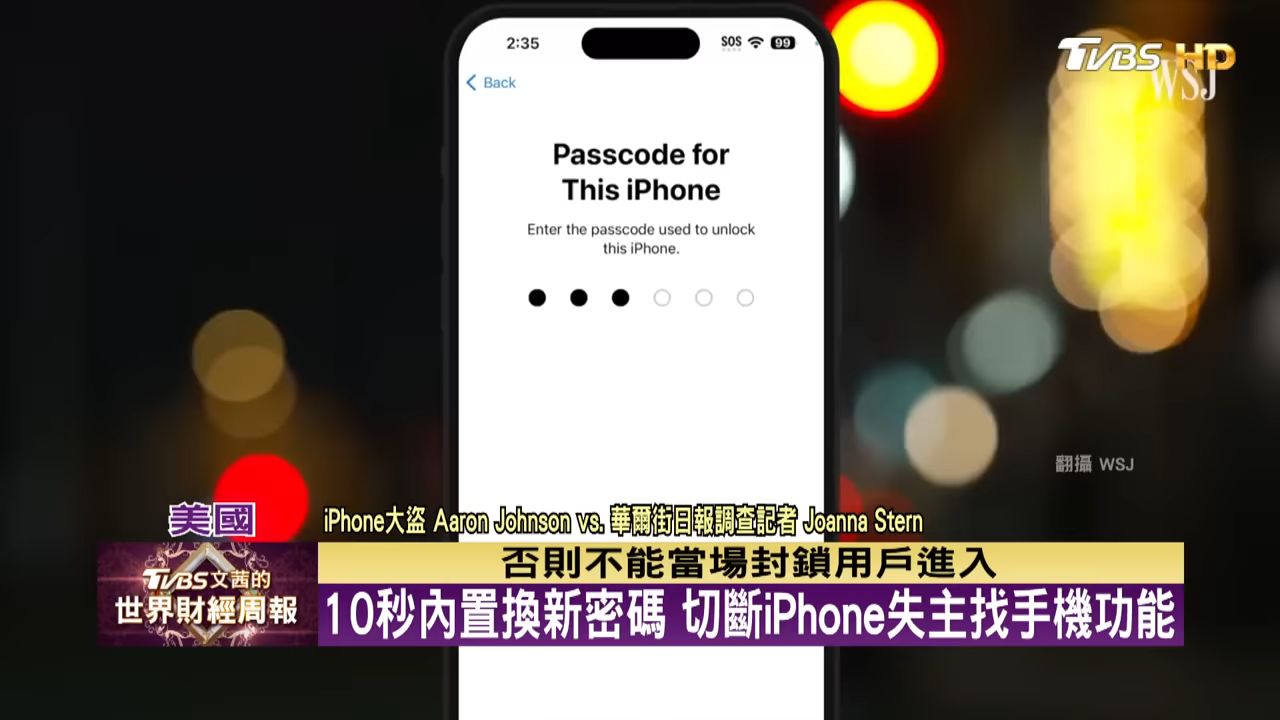 2:35
SOS
99
Back
Passcode for
This iPhone
Enter the passcode used to unlock
this iPhone.
TVBS HD
WSJ
翻攝 WSJ
美國
iPhone大盜 Aaron Johnson vs. 華爾街日報調查記者 Joanna Stern
TVBS文茜的
世界財經周報
否則不能當場封鎖用戶進入
10秒內置換新密碼 切斷iPhone失主找手機功能